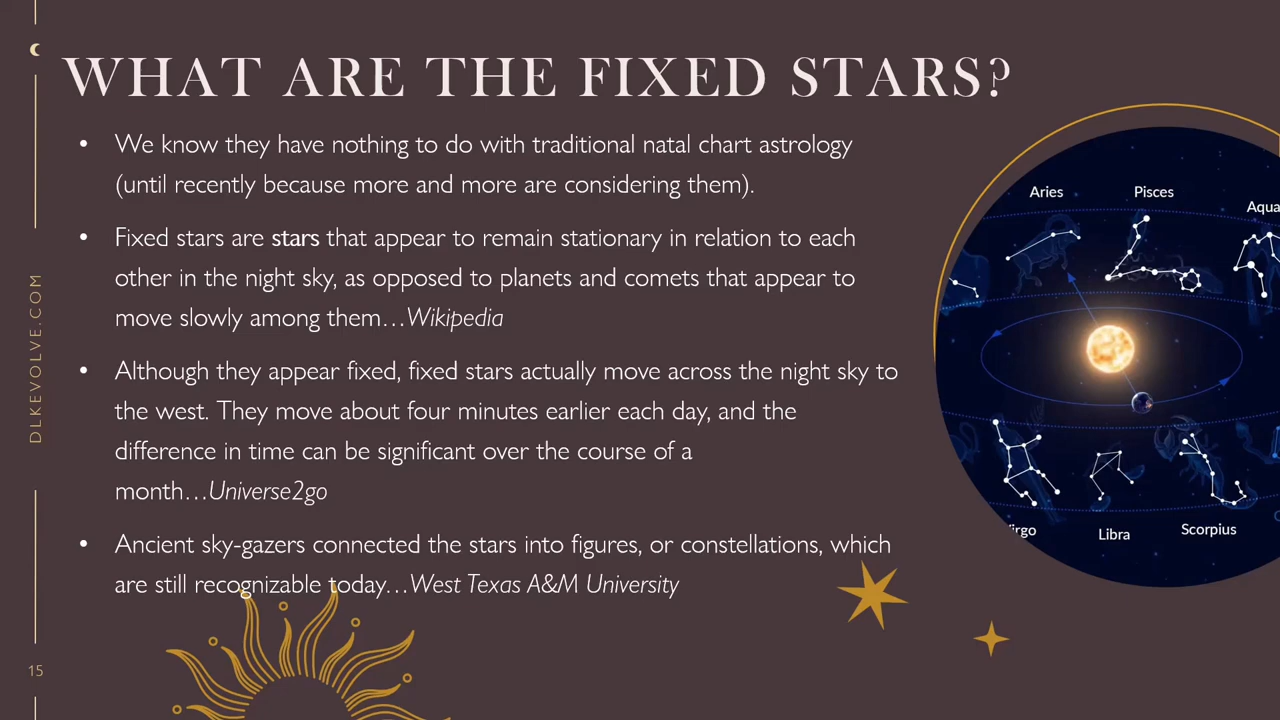 WHAT ARE THE FIXED STARS?
• We know they have nothing to do with traditional natal chart astrology
(until recently because more and more are considering them).
• Fixed stars are stars that appear to remain stationary in relation to each
other in the night sky, as opposed to planets and comets that appear to
move slowly among them…Wikipedia
• Although they appear fixed, fixed stars actually move across the night sky to
the west. They move about four minutes earlier each day, and the
difference in time can be significant over the course of a
month…Universe2go
• Ancient sky-gazers connected the stars into figures, or constellations, which
are still recognizable today…West Texas A&M University
Aries
Pisces
Aqua
irgo
Libra
Scorpius
DLKEVOLVE.COM
15